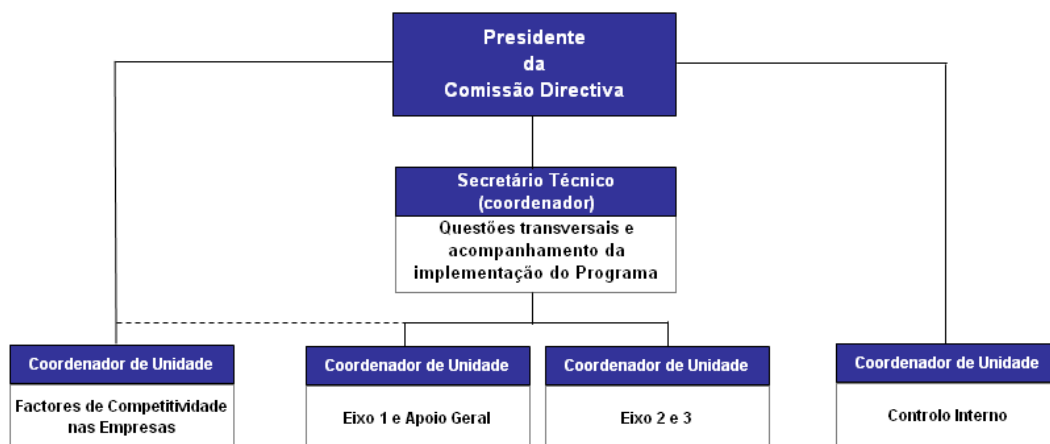 Presidente
da
Comissão Directiva
Secretário Técnico
(coordenador)
Questões transversais e
acompanhamento da
implementação do Programa
Coordenador de Unidade
Factores de Competitividade
nas Empresas
Coordenador de Unidade
Eixo 1 e Apoio Geral
Coordenador de Unidade
Eixo 2 e 3
Coordenador de Unidade
Controlo Interno